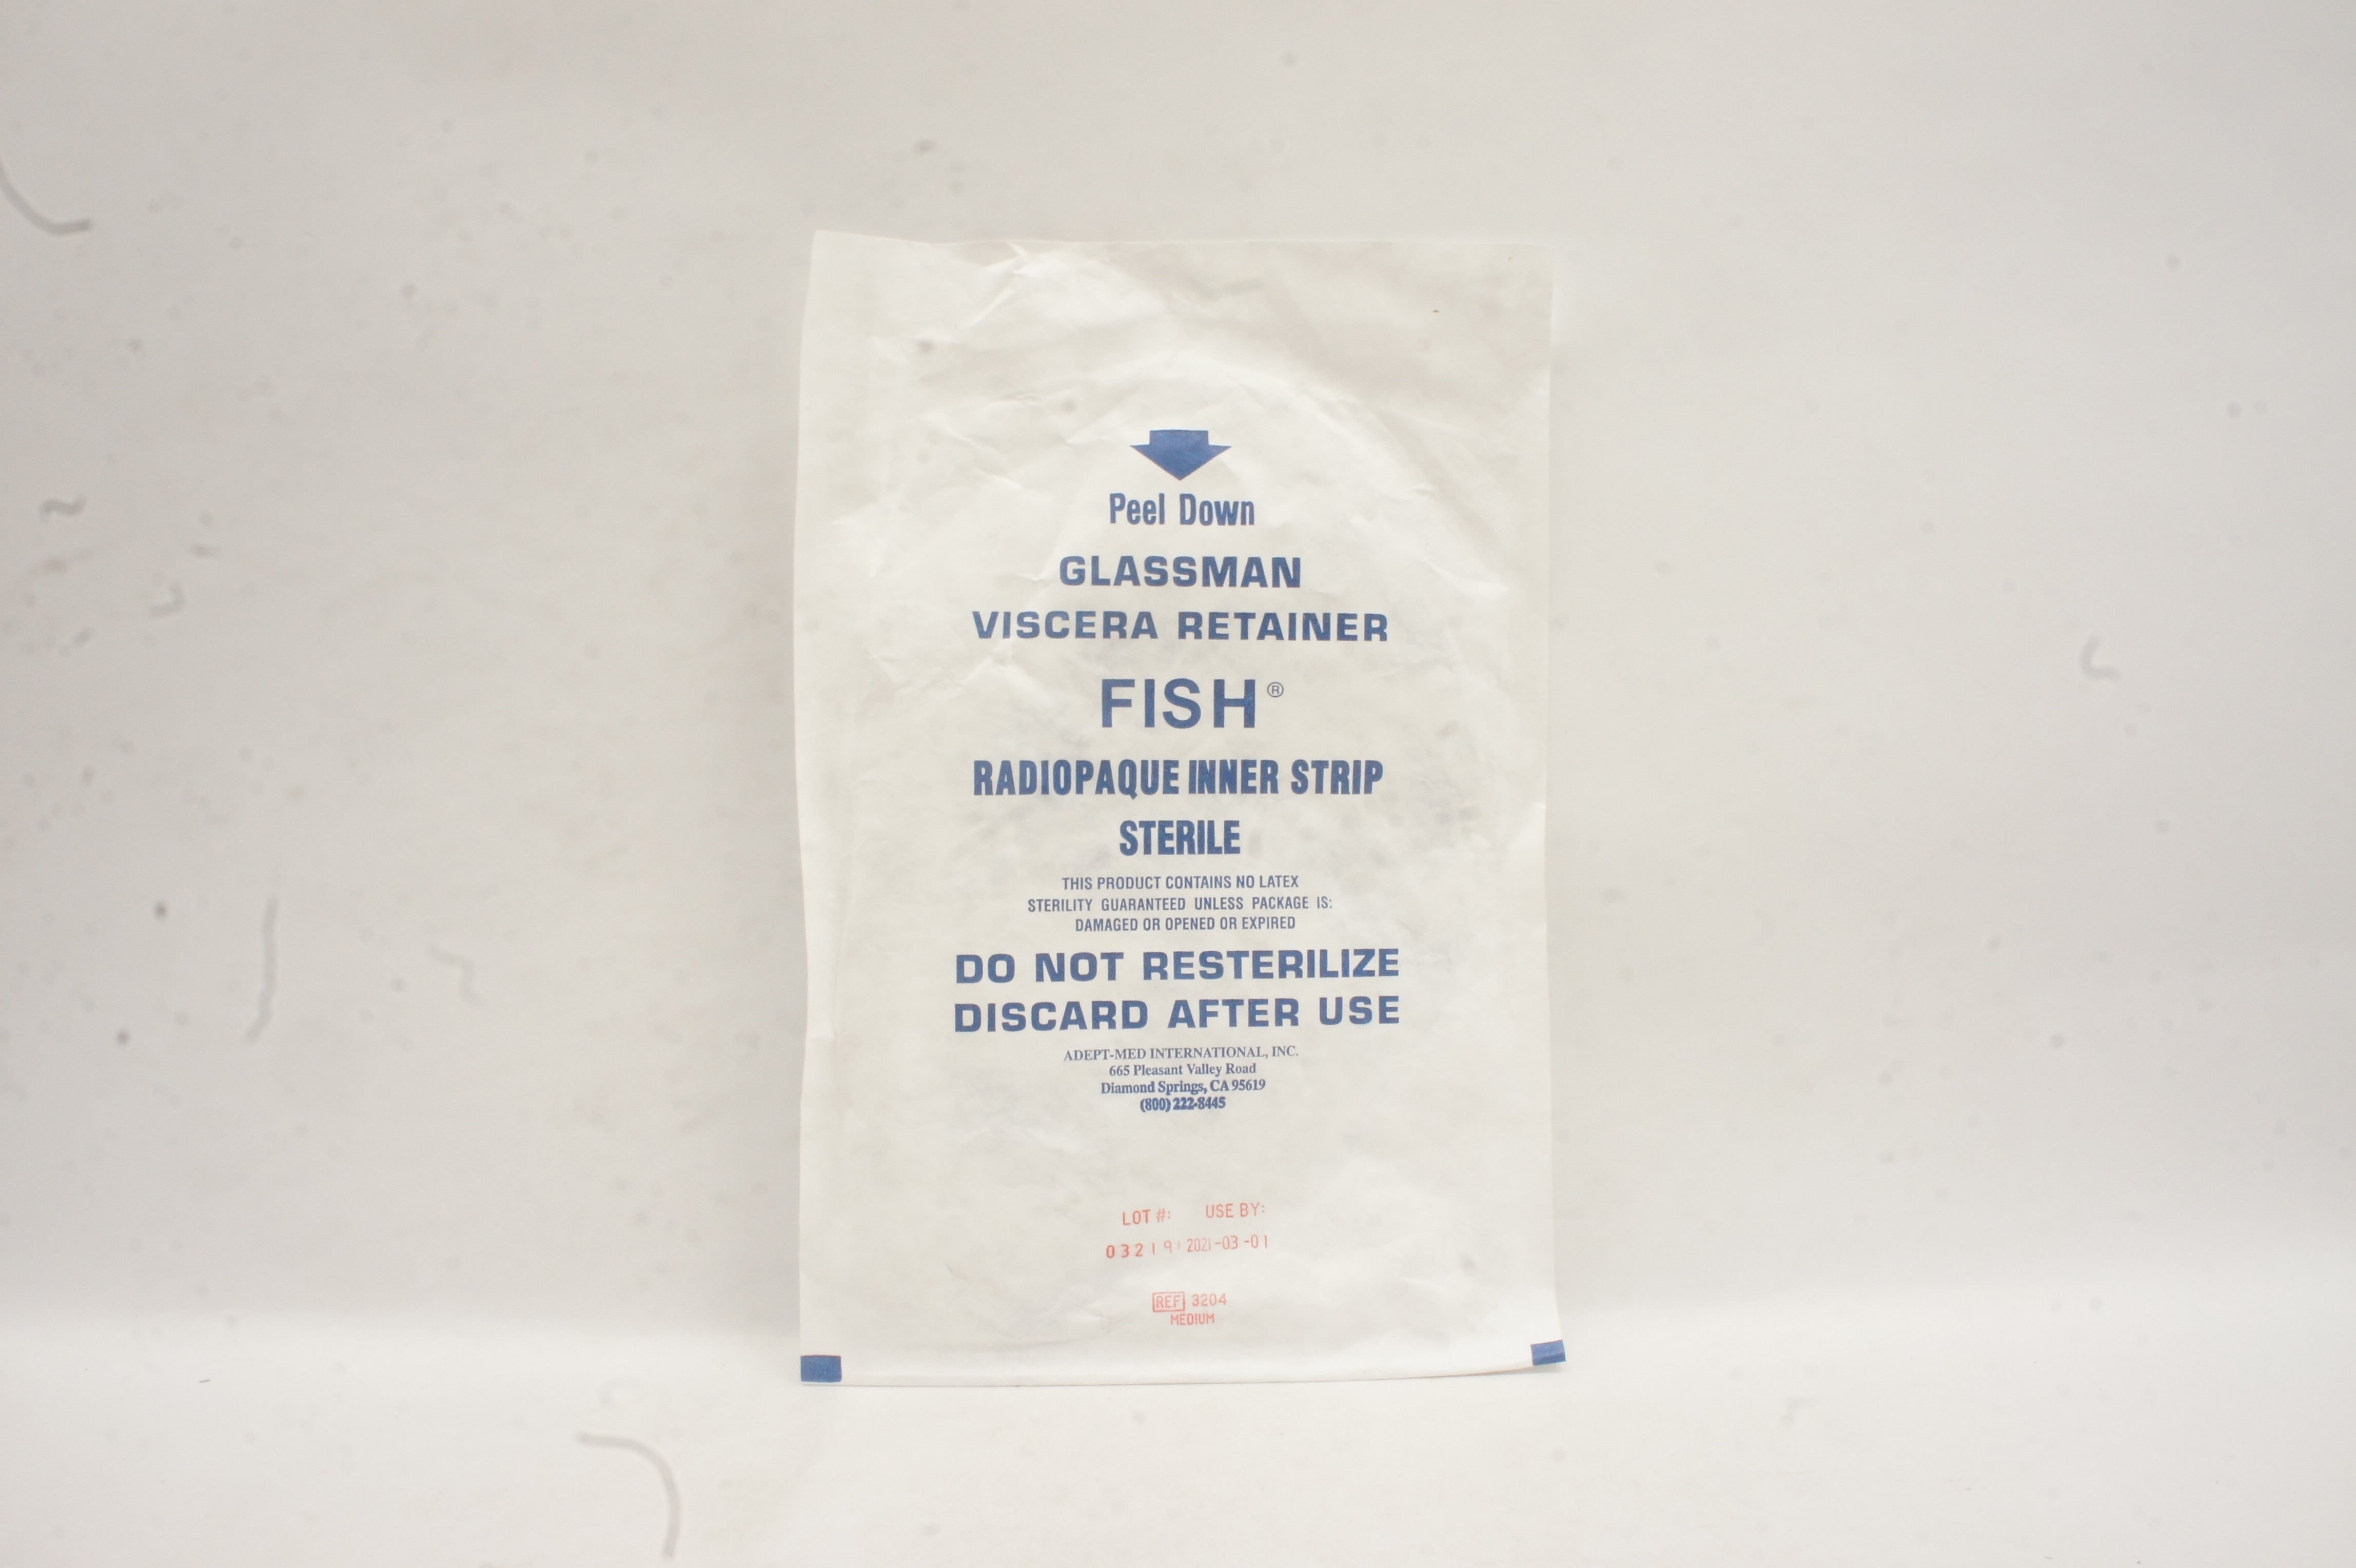 Peel Down
GLASSMAN
VISCERA RETAINER
FISH®
RADIOPAQUE INNER STRIP
STERILE
THIS PRODUCT CONTAINS NO LATEX
STERILITY GUARANTEED UNLESS PACKAGE IS:
DAMAGED OR OPENED OR EXPIRED
DO NOT RESTERILIZE
DISCARD AFTER USE
ADEPT-MED INTERNATIONAL, INC.
665 Pleasant Valley Road
Diamond Springs, CA 95619
(800) 222-8445
LOT #: USE BY:
032191 2021-03-01
REF 3204
MEDIUM